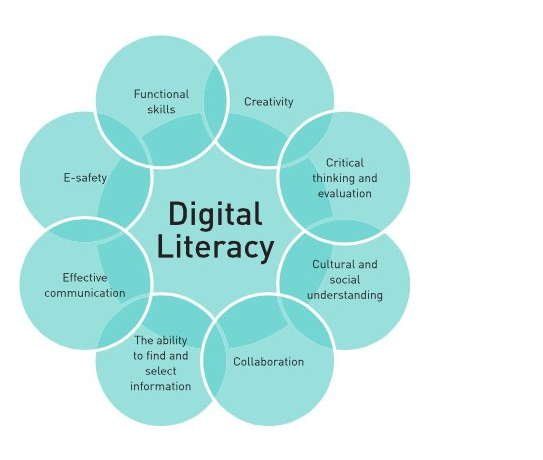 Functional
skills
Creativity
Critical
thinking and
evaluation
E-safety
Digital
Literacy
Cultural and
social
understanding
Effective
communication
The ability
to find and
select
information
Collaboration